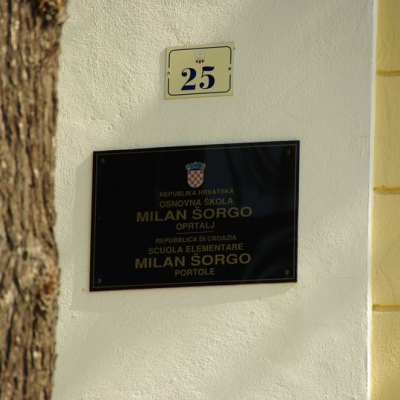 25
REPUBLIKA HRVATSKA
OSNOVNA ŠKOLA
MILAN ŠORGO
OPRTALJ
REPUBBLICA DI CROAZIA
SCUOLA ELEMENTARE
MILAN ŠORGO
PORTOLE